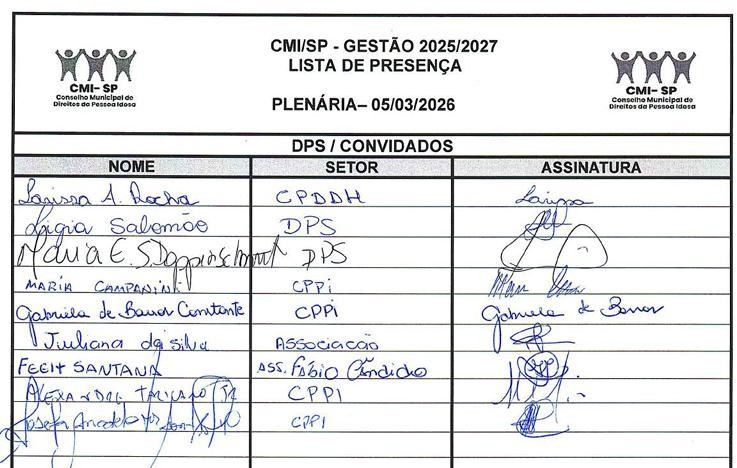 CMI/SP - GESTÃO 2025/2027
LISTA DE PRESENÇA
PLENÁRIA– 05/03/2026
CMI- SP
Conselho Municipal de
Direitos da Pessoa Idosa
CMI- SP
Conselho Municipal de
Direitos da Pessoa Idosa
DPS / CONVIDADOS
NOME SETOR ASSINATURA
Larissa A. Rocha CPDDH Larissa
Ligia Salomão DPS
Maria E. S. DPS
MARIA CAMPANINI CPPi
Gabriela de Barros Constante CPPi Gabriela de Barros
Juliana da silva Associação
SANTANA ASS. Fábio Cândido
CPPi
CPPi